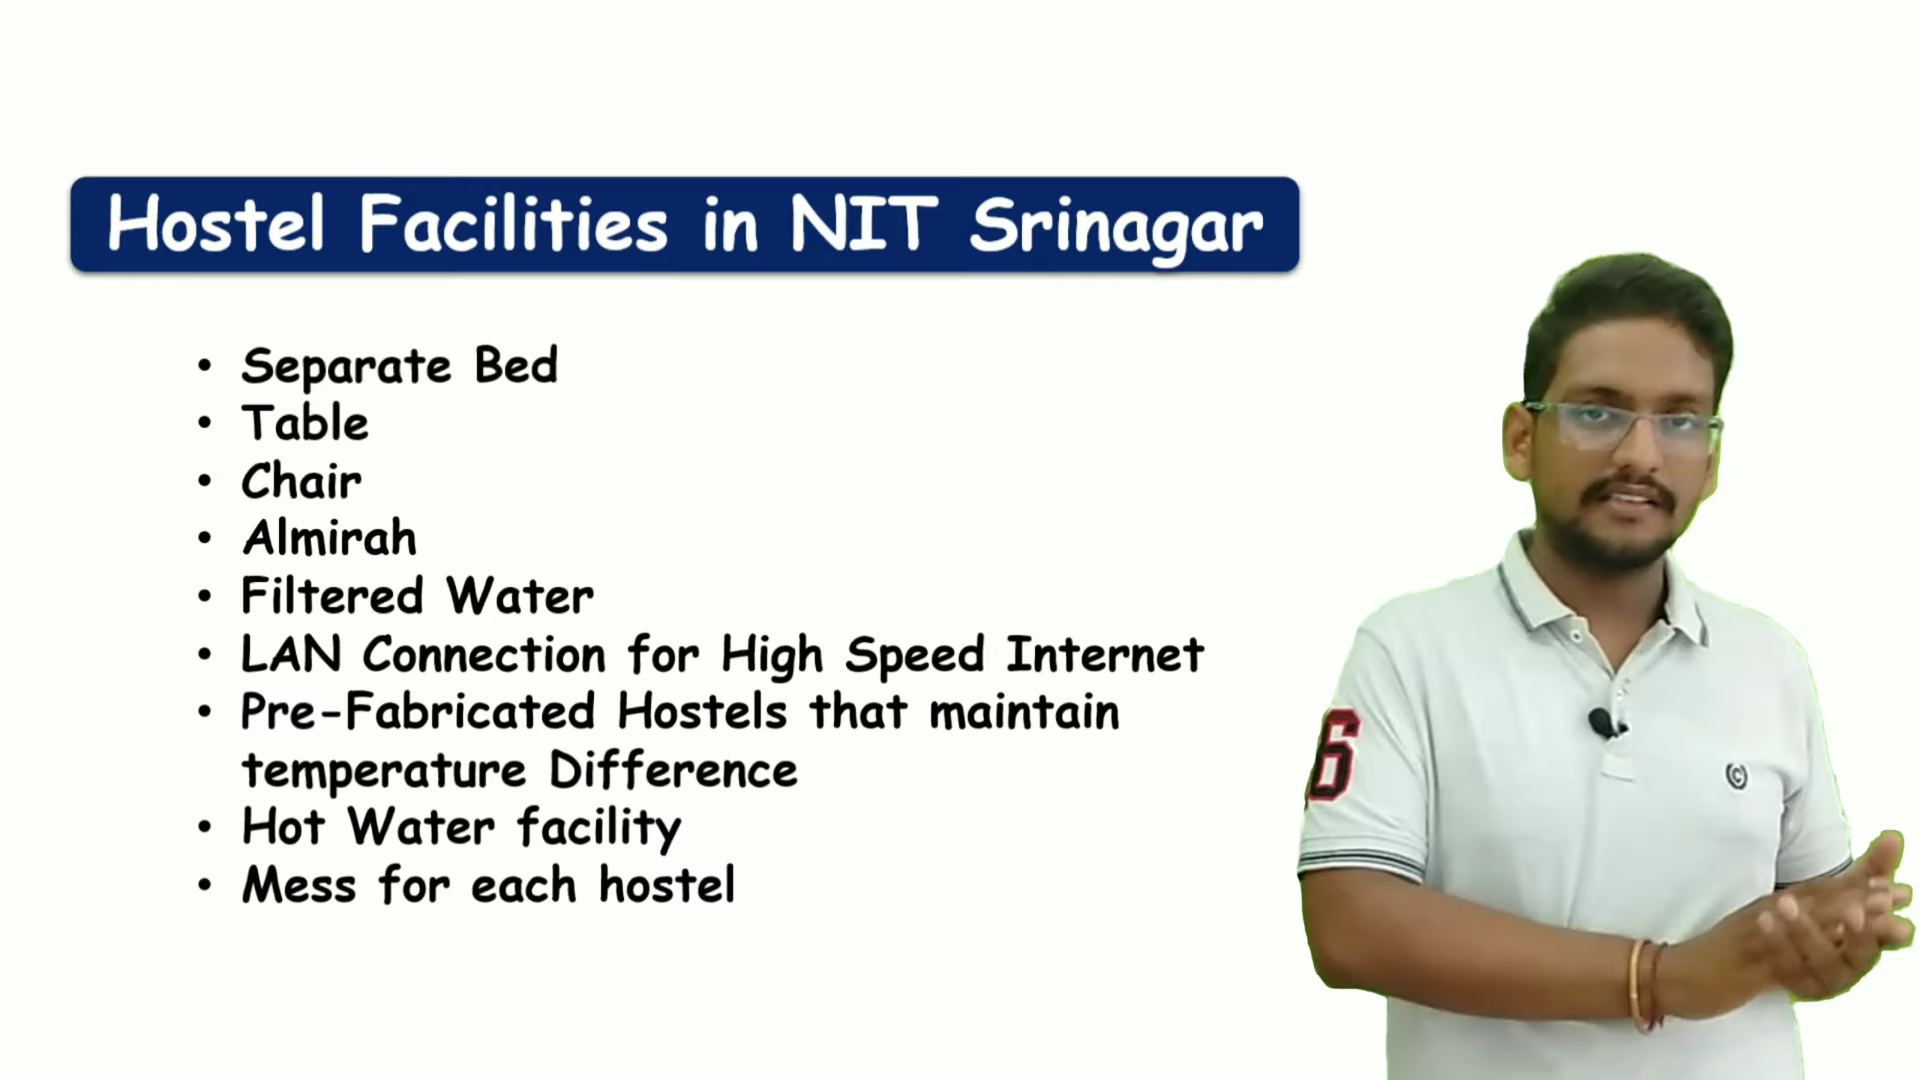 Hostel Facilities in NIT Srinagar
• Separate Bed
• Table
• Chair
• Almirah
• Filtered Water
• LAN Connection for High Speed Internet
• Pre-Fabricated Hostels that maintain
temperature Difference
• Hot Water facility
• Mess for each hostel
6
C